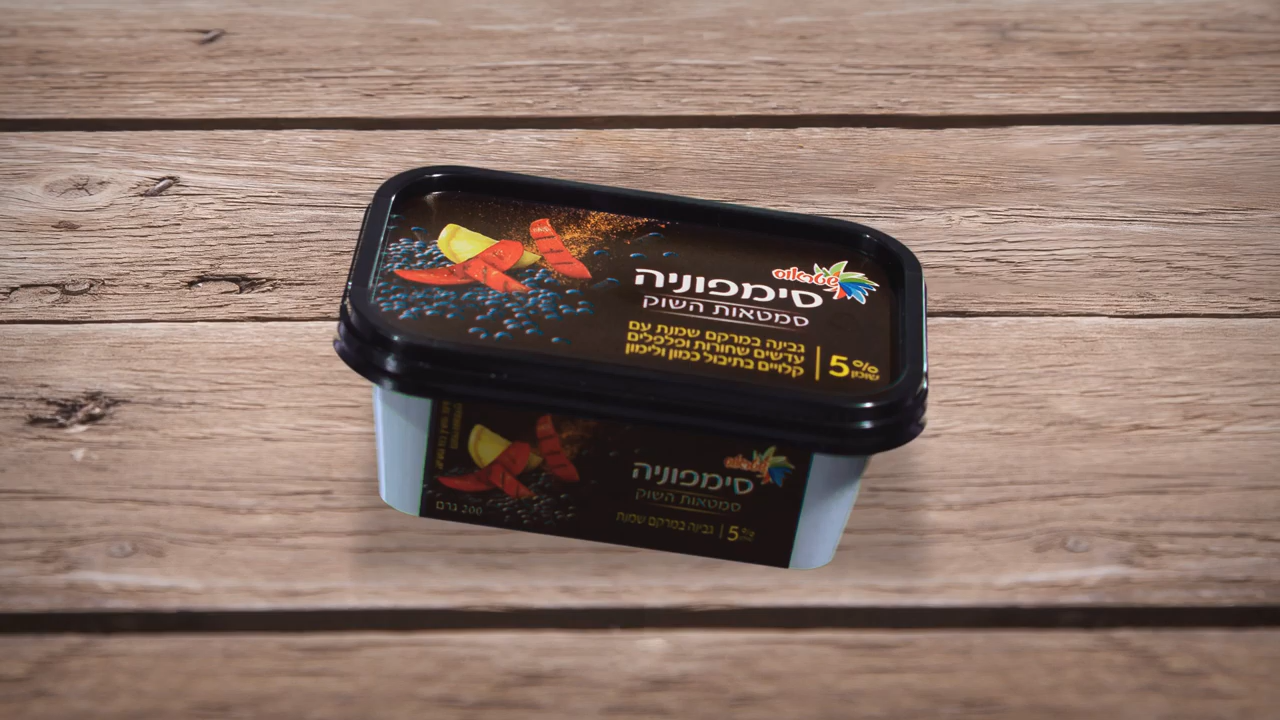 שטראוס
סימפוניה
סמטאות השוק
גבינה במרקם שמנת עם
עדשים שחורות ופלפלים
קלויים בתיבול כמון ולימון
5%
שומן
שטראוס
סימפוניה
סמטאות השוק
גבינה במרקם שמנת
5%
200 גרם